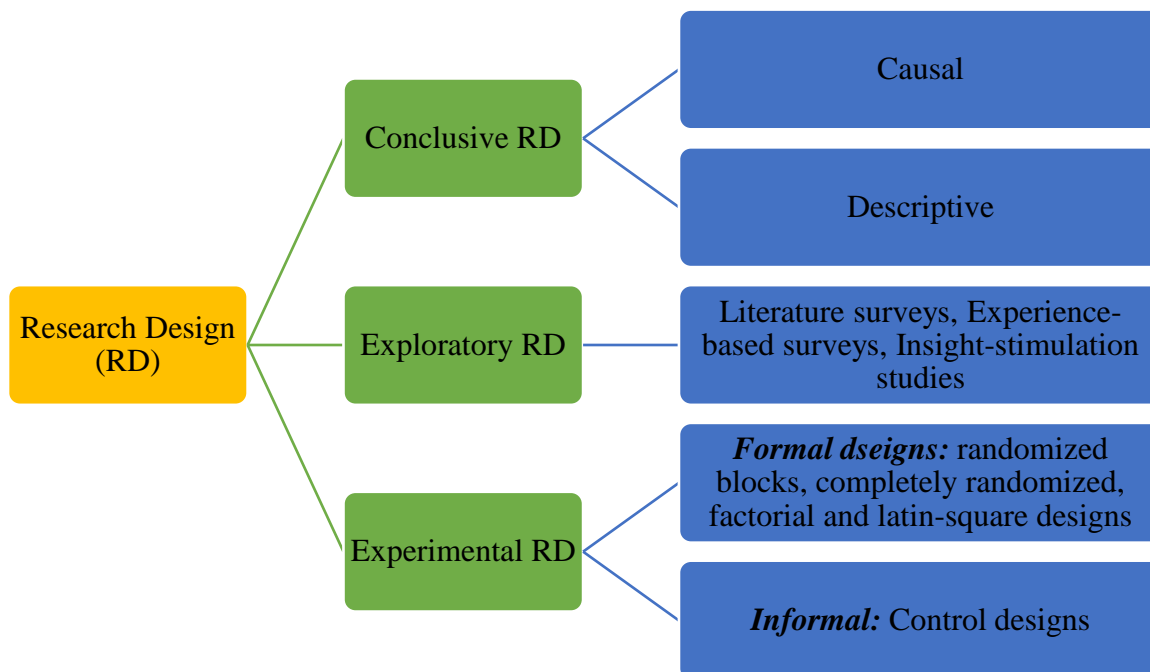 Research Design
(RD)
Conclusive RD
Causal
Descriptive
Exploratory RD
Literature surveys, Experience-
based surveys, Insight-stimulation
studies
Experimental RD
Formal dseigns: randomized
blocks, completely randomized,
factorial and latin-square designs
Informal: Control designs